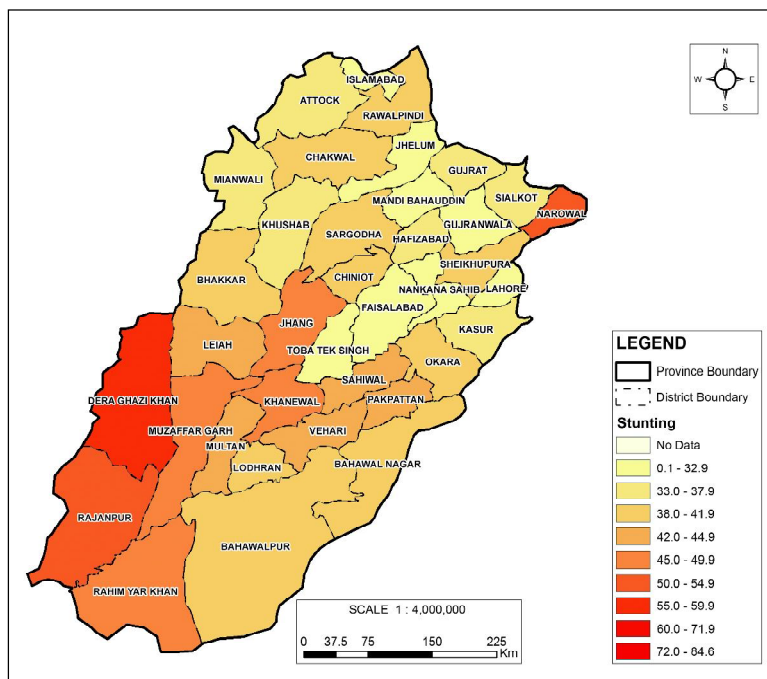 N
W E
S
ISLAMABAD
ATTOCK
RAWALPINDI
JHELUM
CHAKWAL
GUJRAT
MIANWALI
SIALKOT
MANDI BAHAUDDIN
NAROWAL
KHUSHAB
GUJRANWALA
SARGODHA
HAFIZABAD
SHEIKHUPURA
BHAKKAR
CHINIOT
NANKANA SAHIB
LAHORE
FAISALABAD
JHANG
KASUR
LEIAH
TOBA TEK SINGH
OKARA
SAHIWAL
DERA GHAZI KHAN
KHANEWAL
PAKPATTAN
MUZAFFAR GARH
VEHARI
MULTAN
LODHRAN
BAHAWAL NAGAR
RAJANPUR
BAHAWALPUR
RAHIM YAR KHAN
LEGEND
Province Boundary
District Boundary
Stunting
No Data
0.1 - 32.9
33.0 - 37.9
38.0 - 41.9
42.0 - 44.9
45.0 - 49.9
50.0 - 54.9
55.0 - 59.9
60.0 - 71.9
72.0 - 84.6
SCALE 1 : 4,000,000
0 37.5 75 150 225
Km